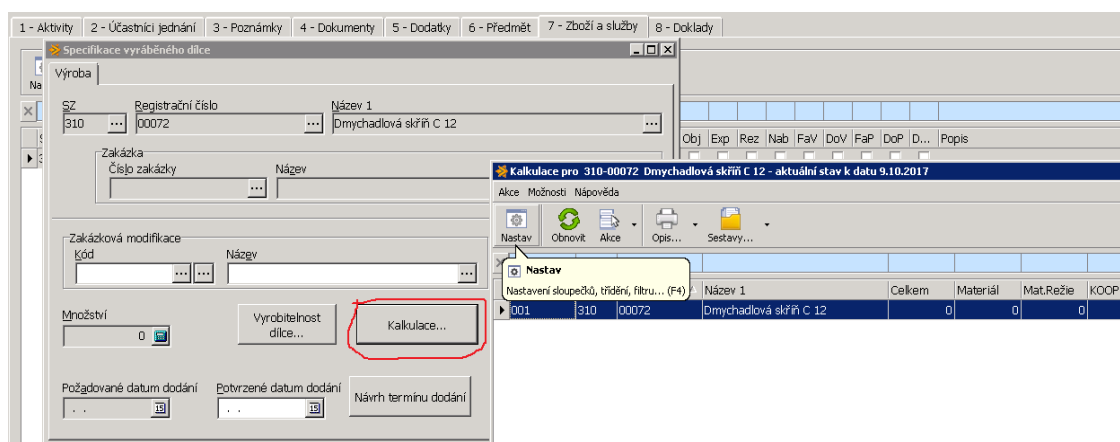 1 - Aktivity 2 - Účastníci jednání 3 - Poznámky 4 - Dokumenty 5 - Dodatky 6 - Předmět 7 - Zboží a služby 8 - Doklady
Specifikace vyráběného dílce
Na
Výroba
SZ Registrační číslo Název 1
310 ... 00072 ... Dmychadlová skříň C 12 ...
Obj Exp Rez Nab FaV DoV FaP DoP D... Popis
Zakázka
Číslo zakázky Název
...
Kalkulace pro 310-00072 Dmychadlová skříň C 12 - aktuální stav k datu 9.10.2017
Akce Možnosti Nápověda
Nastav Obnovit Akce Opis... Sestavy...
Zakázková modifikace
Kód Název
... ... ...
Nastav
Nastavení sloupečků, třídění, filtru... (F4)
Název 1 Celkem Materiál Mat.Režie KOOP
001 310 00072 Dmychadlová skříň C 12 0 0 0
Množství
0
Vyrobitelnost
dílce...
Kalkulace...
Požadované datum dodání Potvrzené datum dodání
. . 15 . . 15
Návrh termínu dodání